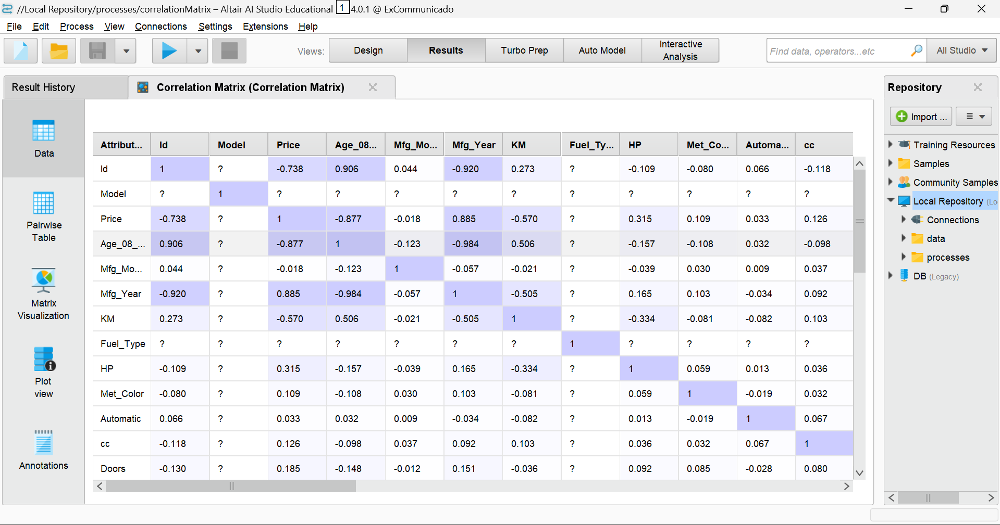 //Local Repository/processes/correlationMatrix – Altair AI Studio Educational 1 4.0.1 @ ExCommunicado
File Edit Process View Connections Settings Extensions Help
Views: Design Results Turbo Prep Auto Model Interactive Analysis Find data, operators...etc All Studio
Result History Correlation Matrix (Correlation Matrix)
Data
Pairwise
Table
Matrix
Visualization
Plot
view
Annotations
Attribut... Id Model Price Age_08... Mfg_Mo... Mfg_Year KM Fuel_Ty... HP Met_Co... Automa... cc
Id 1 ? -0.738 0.906 0.044 -0.920 0.273 ? -0.109 -0.080 0.066 -0.118
Model ? 1 ? ? ? ? ? ? ? ? ? ?
Price -0.738 ? 1 -0.877 -0.018 0.885 -0.570 ? 0.315 0.109 0.033 0.126
Age_08_... 0.906 ? -0.877 1 -0.123 -0.984 0.506 ? -0.157 -0.108 0.032 -0.098
Mfg_Mo... 0.044 ? -0.018 -0.123 1 -0.057 -0.021 ? -0.039 0.030 0.009 0.037
Mfg_Year -0.920 ? 0.885 -0.984 -0.057 1 -0.505 ? 0.165 0.103 -0.034 0.092
KM 0.273 ? -0.570 0.506 -0.021 -0.505 1 ? -0.334 -0.081 -0.082 0.103
Fuel_Type ? ? ? ? ? ? ? 1 ? ? ? ?
HP -0.109 ? 0.315 -0.157 -0.039 0.165 -0.334 ? 1 0.059 0.013 0.036
Met_Color -0.080 ? 0.109 -0.108 0.030 0.103 -0.081 ? 0.059 1 -0.019 0.032
Automatic 0.066 ? 0.033 0.032 0.009 -0.034 -0.082 ? 0.013 -0.019 1 0.067
cc -0.118 ? 0.126 -0.098 0.037 0.092 0.103 ? 0.036 0.032 0.067 1
Doors -0.130 ? 0.185 -0.148 -0.012 0.151 -0.036 ? 0.092 0.085 -0.028 0.080
Repository
Import ...
Training Resources
Samples
Community Samples
Local Repository (Lo
Connections
data
processes
DB (Legacy)